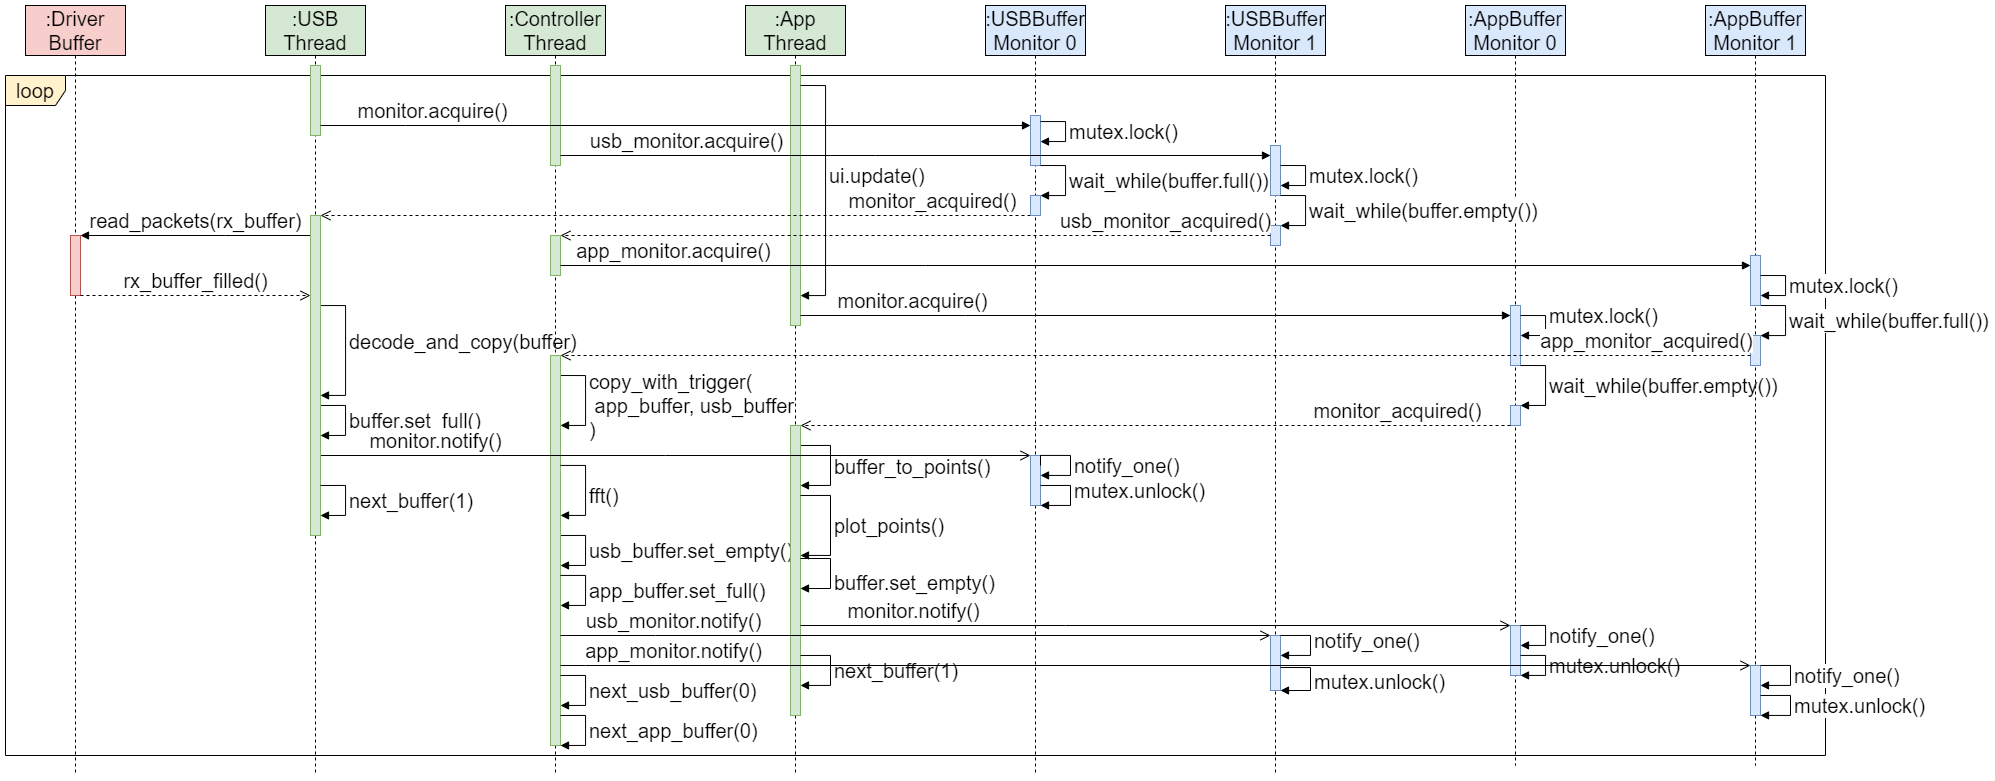 :Driver
Buffer
:USB
Thread
:Controller
Thread
:App
Thread
:USBBuffer
Monitor 0
:USBBuffer
Monitor 1
:AppBuffer
Monitor 0
:AppBuffer
Monitor 1
loop
monitor.acquire()
mutex.lock()
usb_monitor.acquire()
ui.update()
wait_while(buffer.full())
mutex.lock()
monitor_acquired()
wait_while(buffer.empty())
read_packets(rx_buffer)
usb_monitor_acquired()
app_monitor.acquire()
rx_buffer_filled()
mutex.lock()
monitor.acquire()
mutex.lock()
wait_while(buffer.full())
decode_and_copy(buffer)
app_monitor_acquired()
copy_with_trigger(
app_buffer, usb_buffer
)
wait_while(buffer.empty())
monitor_acquired()
buffer.set_full()
monitor.notify()
buffer_to_points()
notify_one()
fft()
mutex.unlock()
next_buffer(1)
plot_points()
usb_buffer.set_empty()
buffer.set_empty()
app_buffer.set_full()
monitor.notify()
usb_monitor.notify()
notify_one()
notify_one()
app_monitor.notify()
next_buffer(1)
mutex.unlock()
mutex.unlock()
notify_one()
next_usb_buffer(0)
mutex.unlock()
next_app_buffer(0)